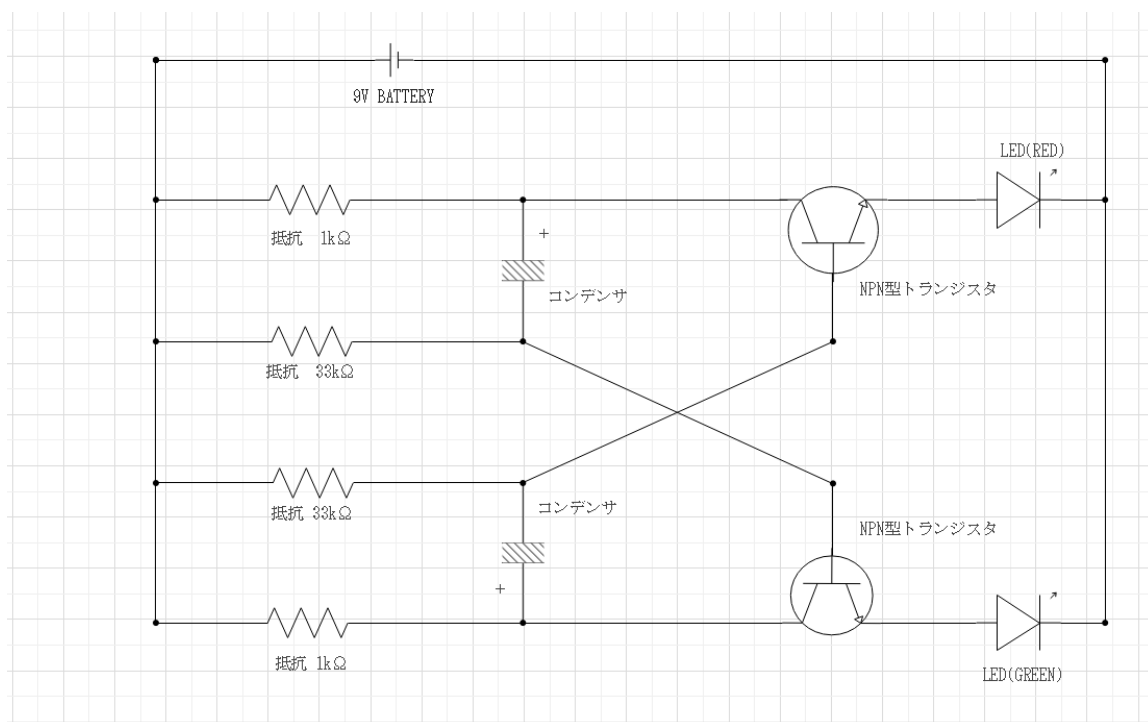 9V BATTERY
LED(RED)
抵抗　1kΩ
+
コンデンサ
NPN型トランジスタ
抵抗　33kΩ
抵抗 33kΩ
コンデンサ
NPN型トランジスタ
+
抵抗 1kΩ
LED(GREEN)